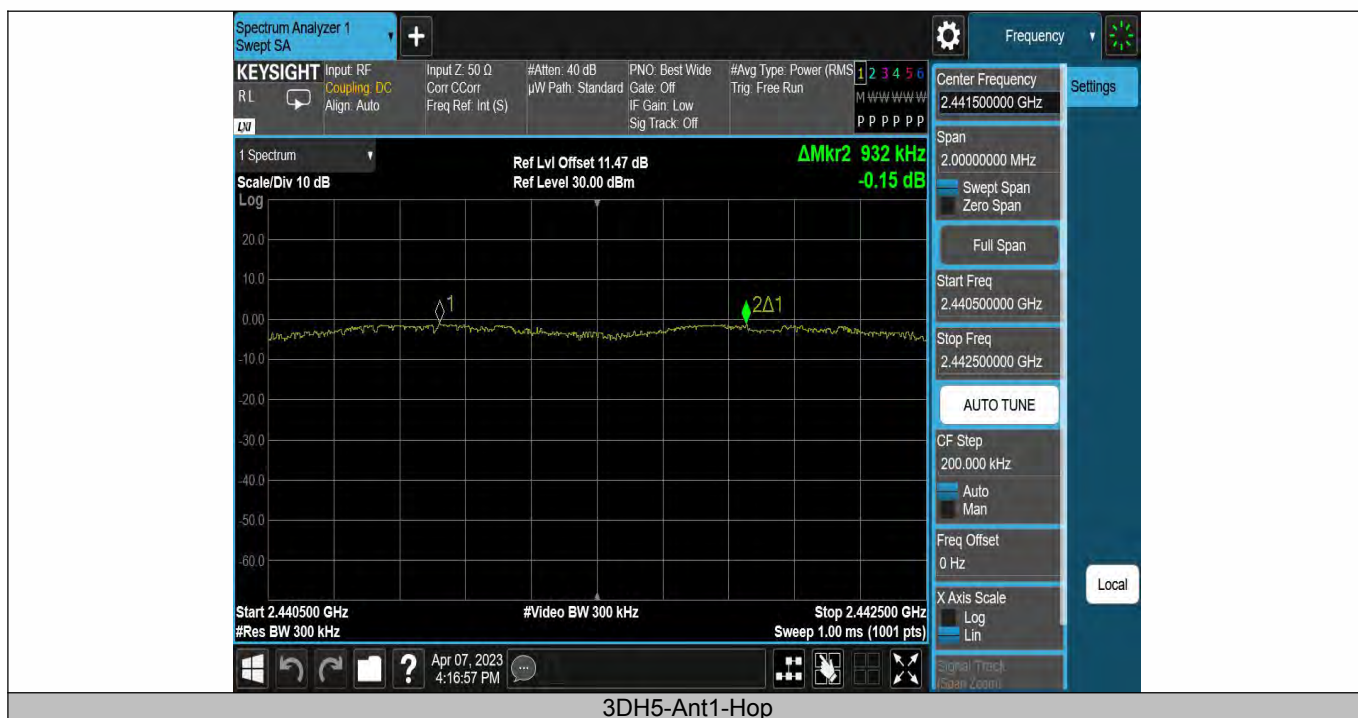 Spectrum Analyzer 1
Swept SA
+
Frequency
KEYSIGHT
RL
LXI
Input: RF
Coupling: DC
Align: Auto
Input Z: 50 Ω
Corr CCorr
Freq Ref: Int (S)
#Atten: 40 dB
µW Path: Standard
PNO: Best Wide
Gate: Off
IF Gain: Low
Sig Track: Off
#Avg Type: Power (RMS
Trig: Free Run
1 2 3 4 5 6
M W W W W W
P P P P P P
1 Spectrum
Scale/Div 10 dB
Log
Ref Lvl Offset 11.47 dB
Ref Level 30.00 dBm
ΔMkr2 932 kHz
-0.15 dB
20.0
10.0
0.00
-10.0
-20.0
-30.0
-40.0
-50.0
-60.0
1
2Δ1
Start 2.440500 GHz
#Res BW 300 kHz
#Video BW 300 kHz
Stop 2.442500 GHz
Sweep 1.00 ms (1001 pts)
Center Frequency
2.441500000 GHz
Settings
Span
2.00000000 MHz
Swept Span
Zero Span
Full Span
Start Freq
2.440500000 GHz
Stop Freq
2.442500000 GHz
AUTO TUNE
CF Step
200.000 kHz
Auto
Man
Freq Offset
0 Hz
X Axis Scale
Log
Lin
Signal Track
(Span Zoom)
Local
?
Apr 07, 2023
4:16:57 PM
3DH5-Ant1-Hop